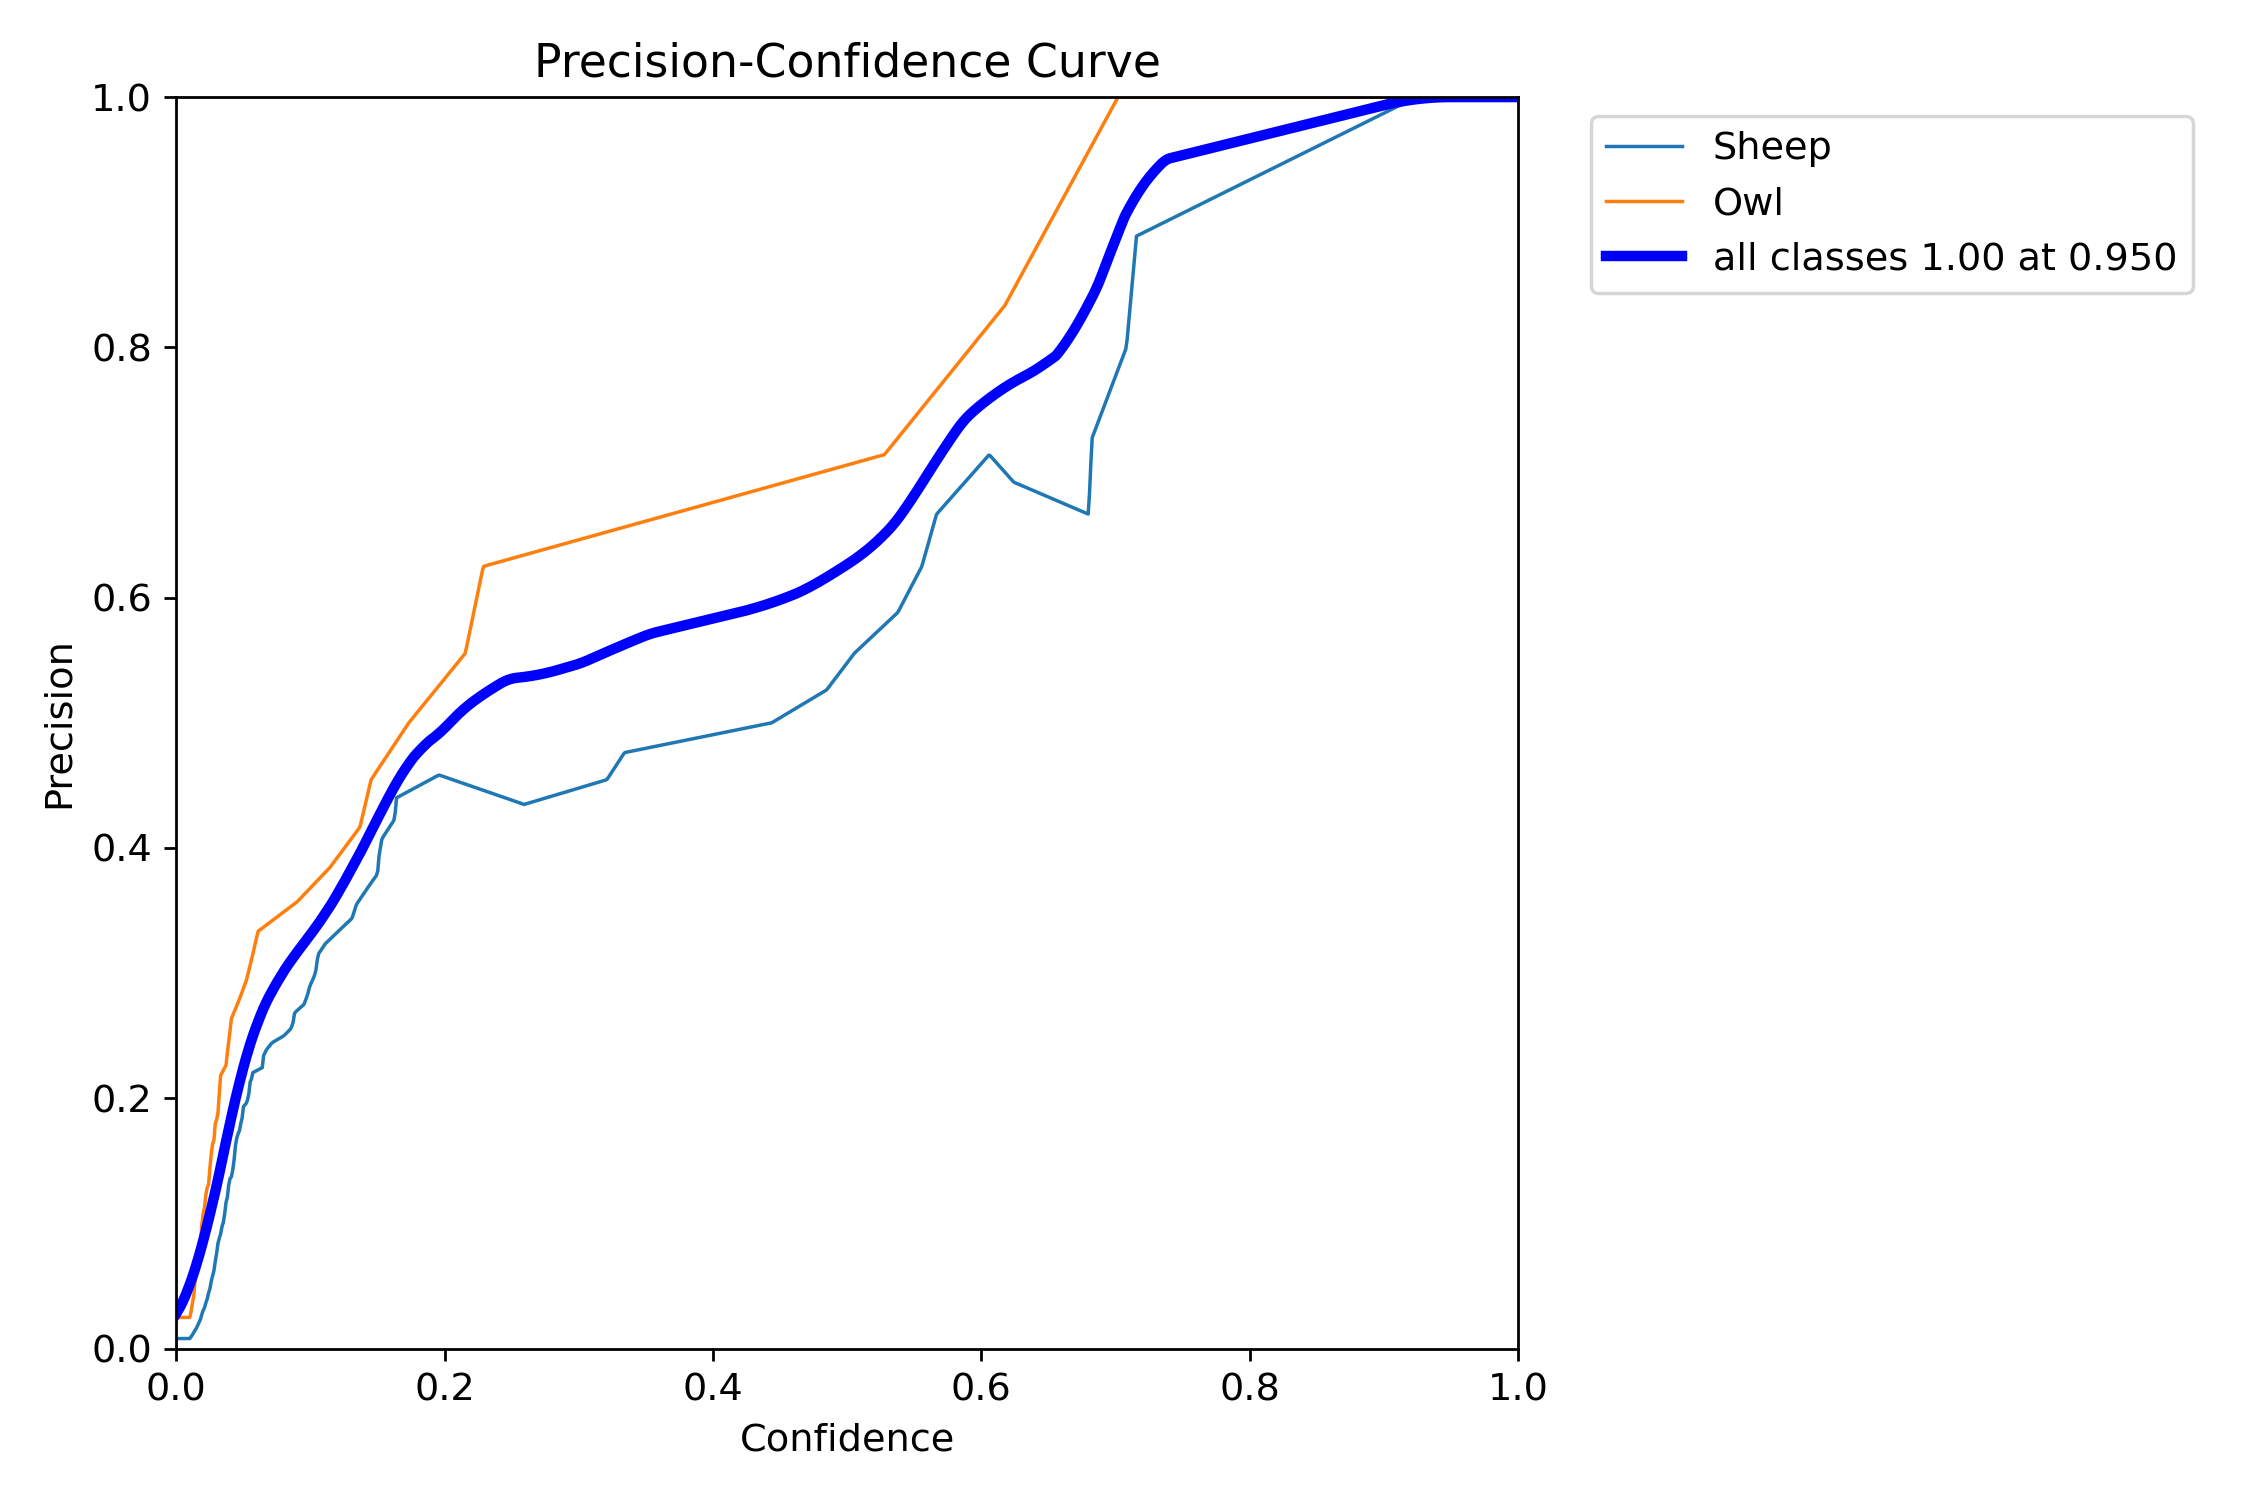 Precision-Confidence Curve
1.0
0.8
0.6
0.4
0.2
0.0
Precision
0.0 0.2 0.4 0.6 0.8 1.0
Confidence
Sheep
Owl
all classes 1.00 at 0.950